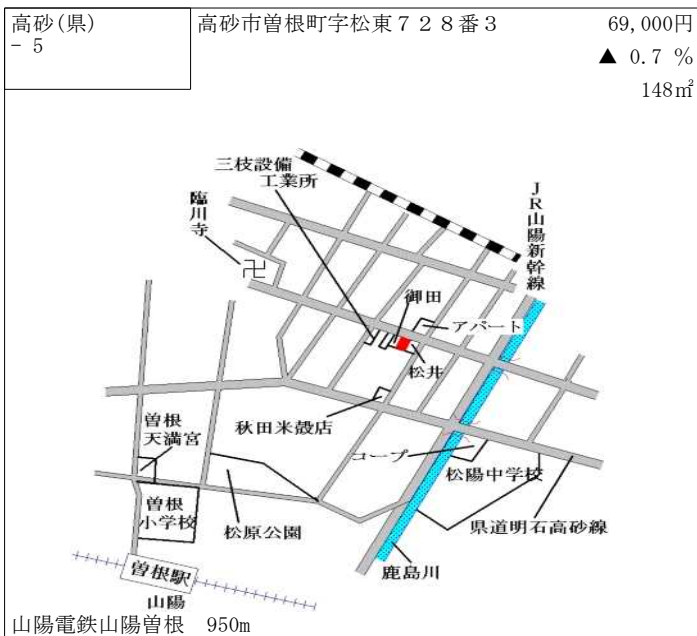 高砂(県)
- 5
高砂市曽根町字松東７２８番３
69,000円
▲ 0.7 %
148㎡
三枝設備
工業所
臨川寺
卍
ＪＲ山陽新幹線
御田
アパート
松井
秋田米殻店
曽根
天満宮
コープ
松陽中学校
曽根
小学校
松原公園
県道明石高砂線
鹿島川
曽根駅
山陽
山陽電鉄山陽曽根　950m